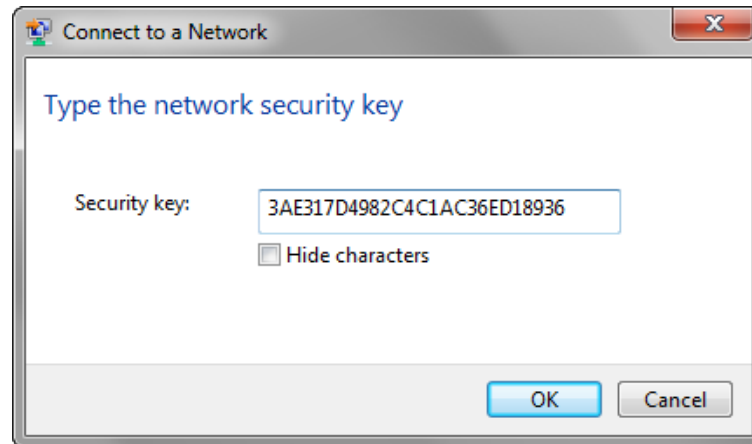 Connect to a Network
Type the network security key
Security key: 3AE317D4982C4C1AC36ED18936
Hide characters
OK Cancel